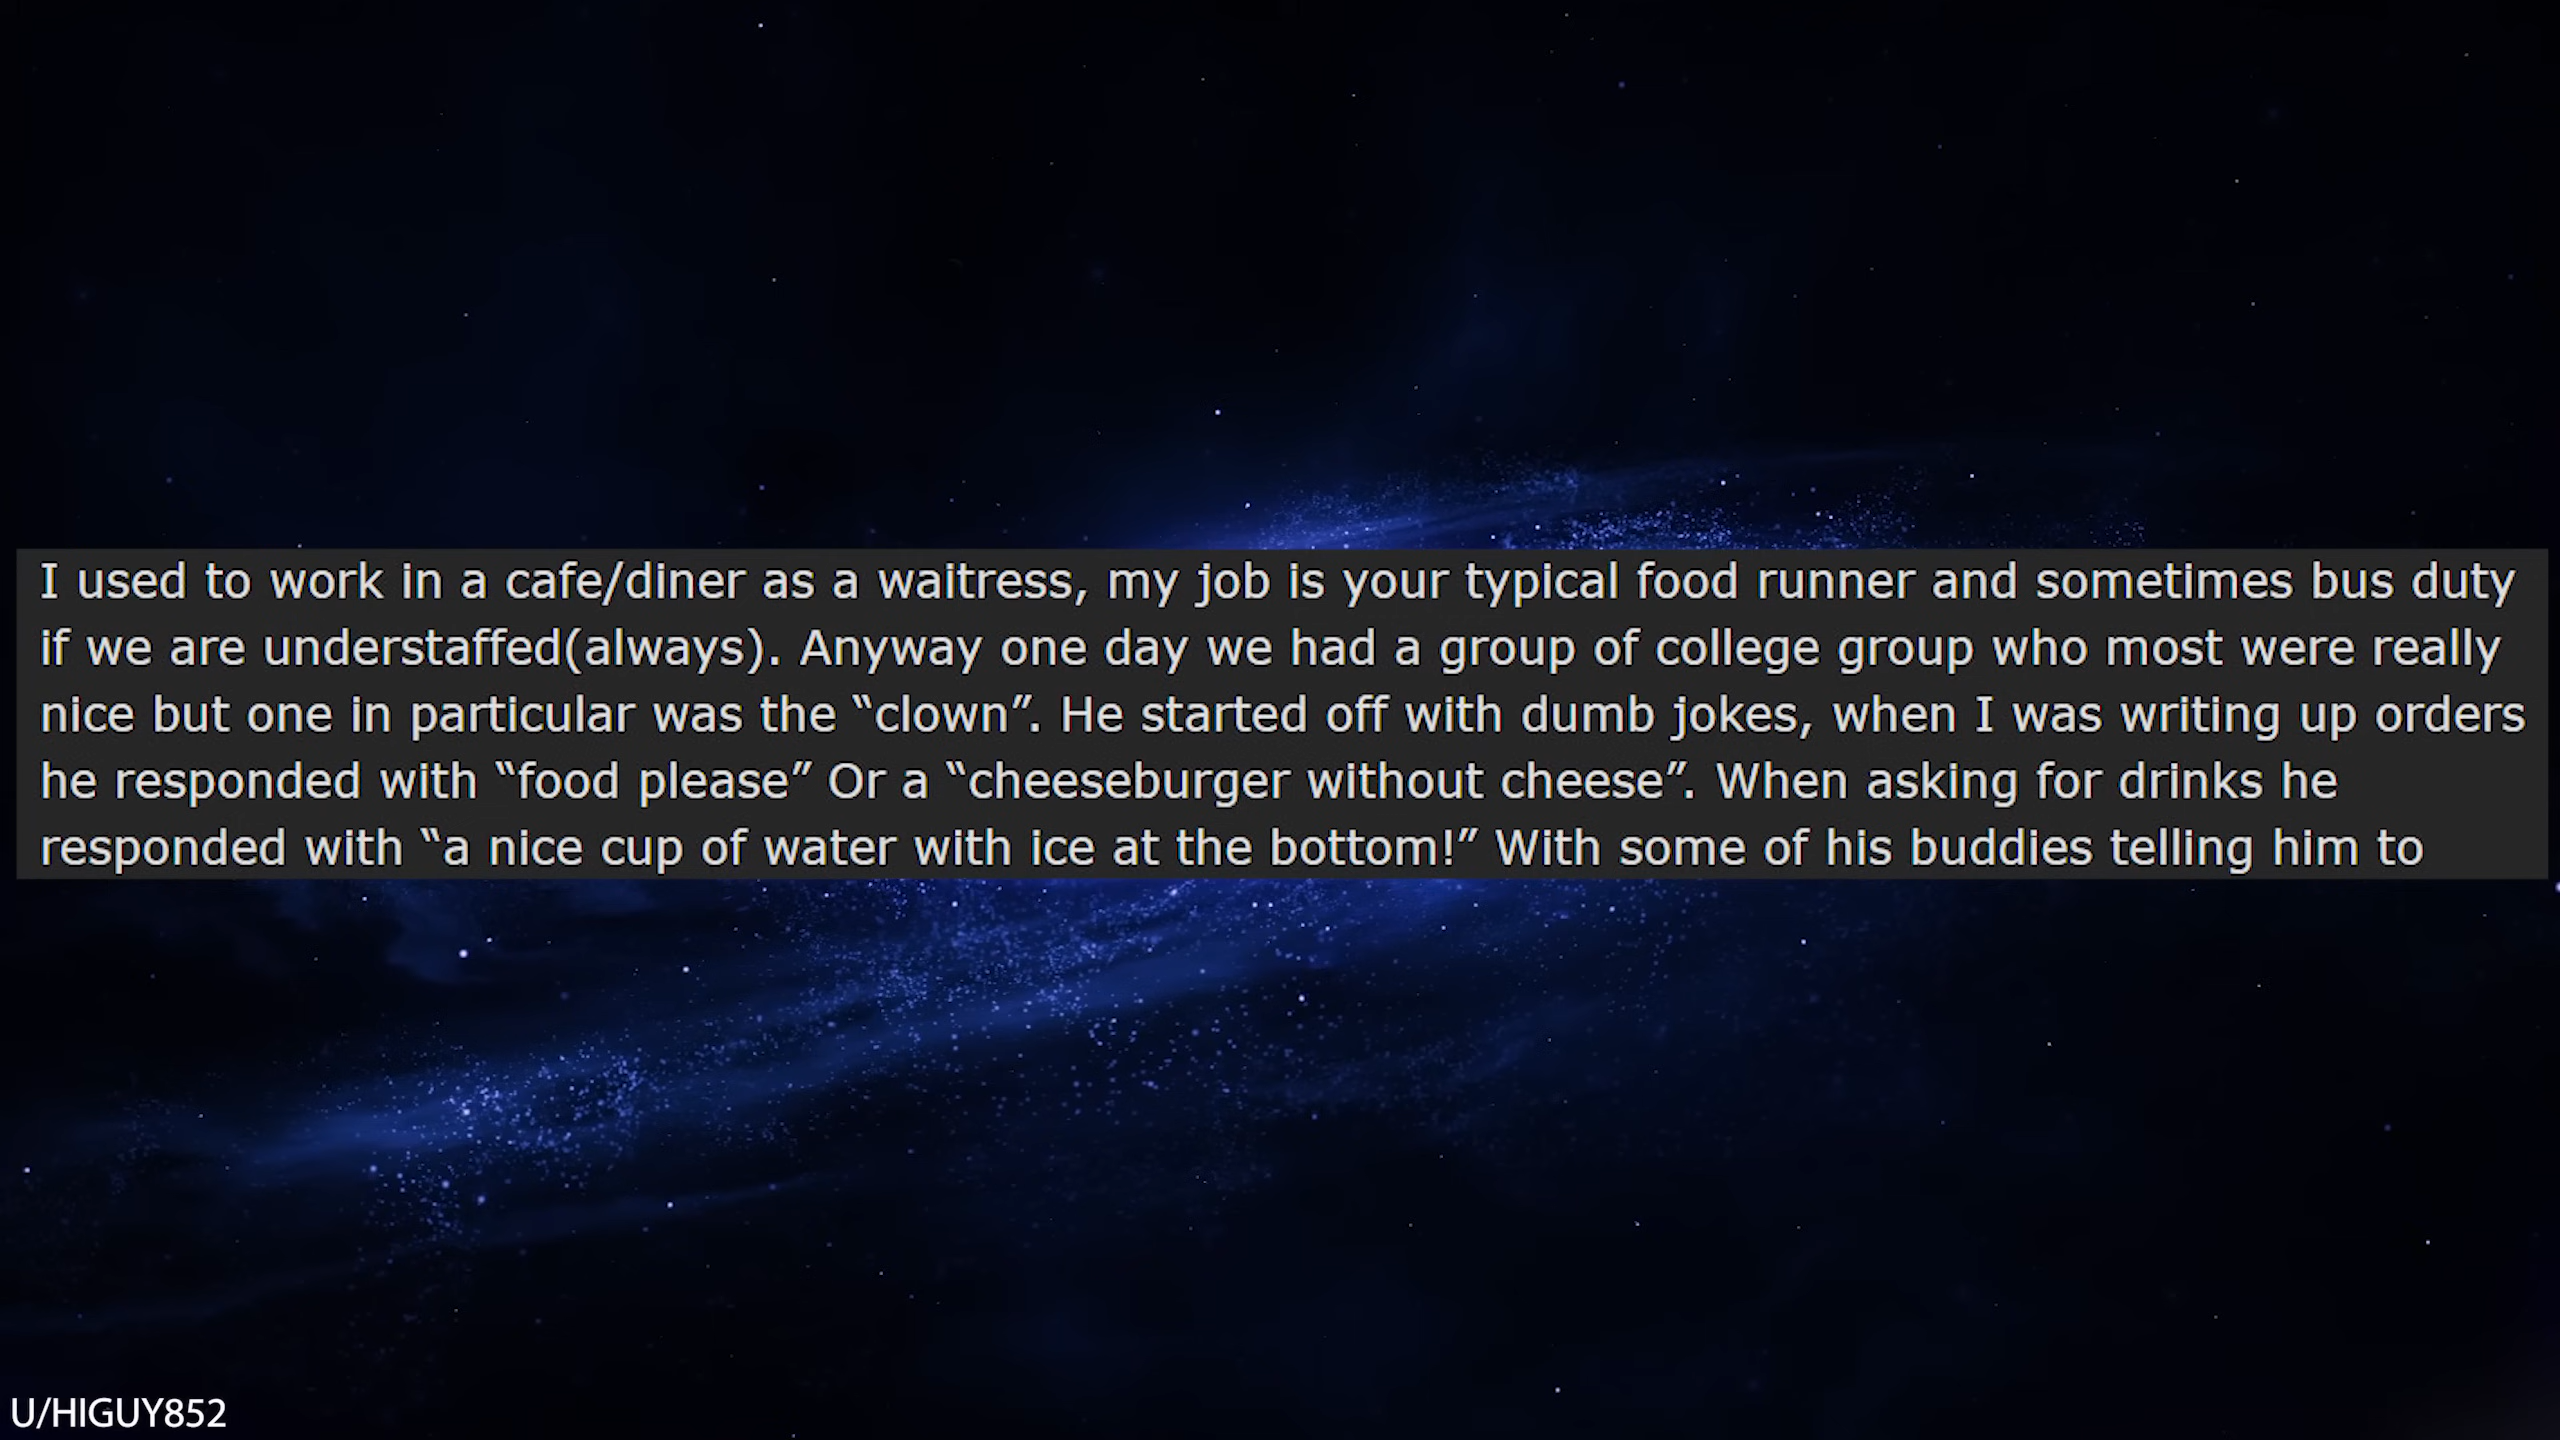 I used to work in a cafe/diner as a waitress, my job is your typical food runner and sometimes bus duty
if we are understaffed(always). Anyway one day we had a group of college group who most were really
nice but one in particular was the “clown”. He started off with dumb jokes, when I was writing up orders
he responded with “food please” Or a “cheeseburger without cheese”. When asking for drinks he
responded with “a nice cup of water with ice at the bottom!” With some of his buddies telling him to
U/HIGUY852